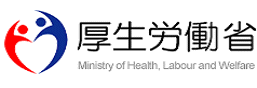 厚生労働省
Ministry of Health, Labour and Welfare